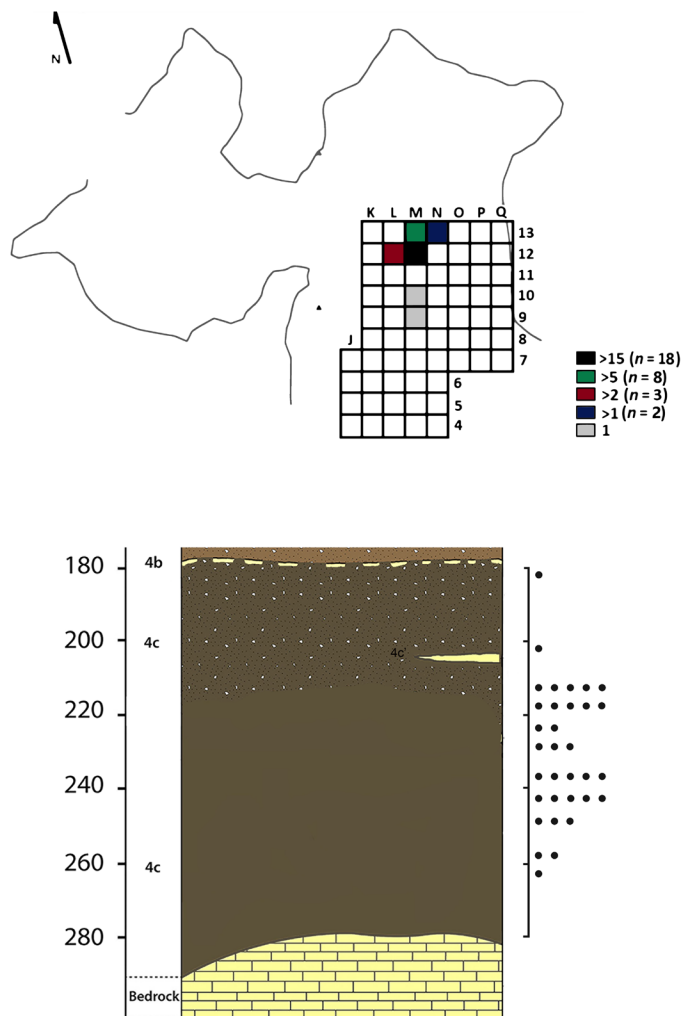 N
K L M N O P Q
13
12
11
10
9
8
J
7
6
5
4
>15 (n = 18)
>5 (n = 8)
>2 (n = 3)
>1 (n = 2)
1
180
4b
200
4c
4c'
220
240
260
4c
280
Bedrock